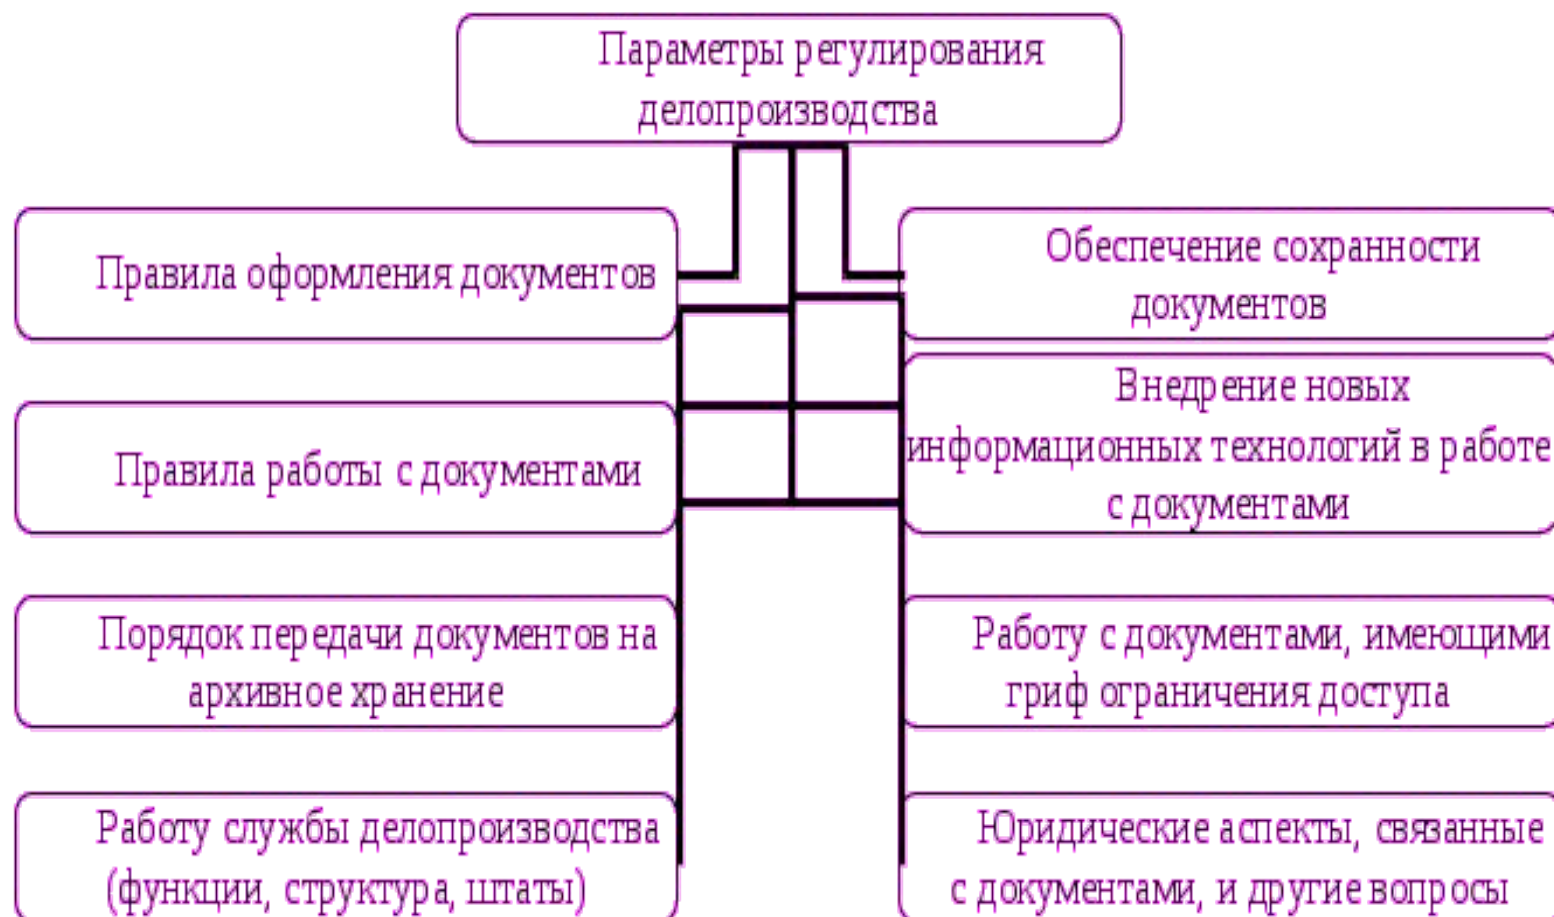 Параметры регулирования
делопроизводства
Правила оформления документов
Обеспечение сохранности
документов
Правила работы с документами
Внедрение новых
информационных технологий в работе
с документами
Порядок передачи документов на
архивное хранение
Работу с документами, имеющими
гриф ограничения доступа
Работу службы делопроизводства
(функции, структура, штаты)
Юридические аспекты, связанные
с документами, и другие вопросы